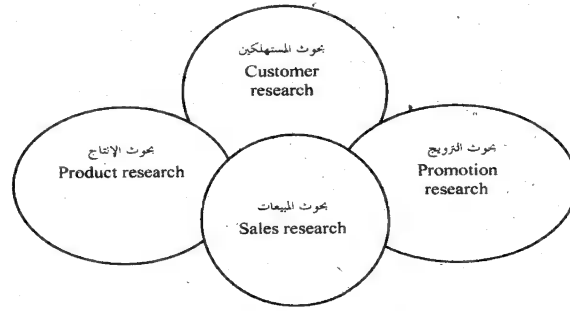 بحوث المستهلكين
Customer
research
بحوث الإنتاج
Product research
بحوث الترويج
Promotion
research
بحوث المبيعات
Sales research